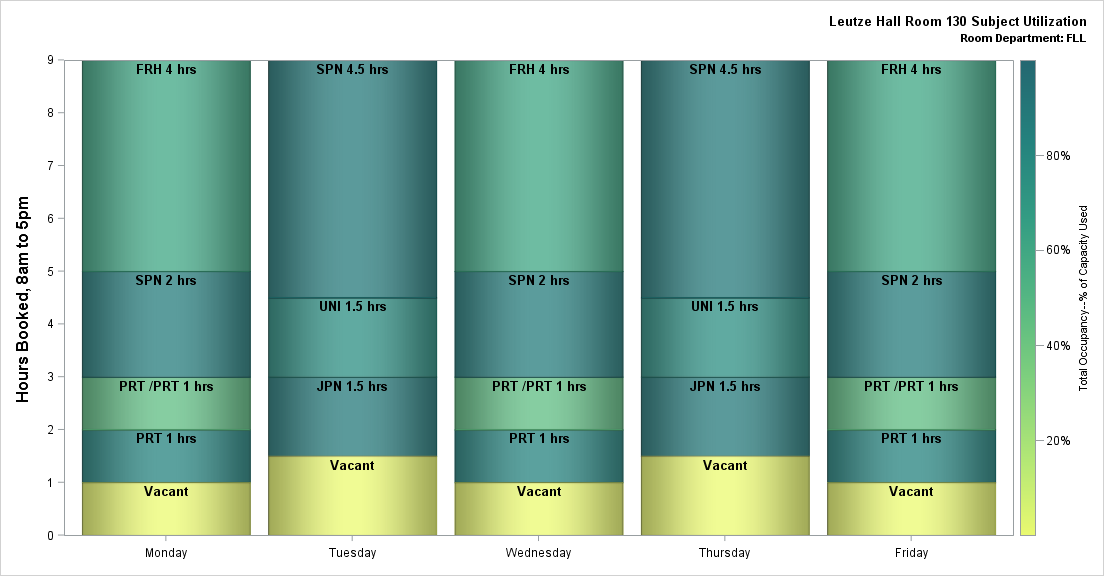 Leutze Hall Room 130 Subject Utilization
Room Department: FLL
Hours Booked, 8am to 5pm
9
8
7
6
5
4
3
2
1
0
FRH 4 hrs
SPN 2 hrs
PRT /PRT 1 hrs
PRT 1 hrs
Vacant
SPN 4.5 hrs
UNI 1.5 hrs
JPN 1.5 hrs
Vacant
FRH 4 hrs
SPN 2 hrs
PRT /PRT 1 hrs
PRT 1 hrs
Vacant
SPN 4.5 hrs
UNI 1.5 hrs
JPN 1.5 hrs
Vacant
FRH 4 hrs
SPN 2 hrs
PRT /PRT 1 hrs
PRT 1 hrs
Vacant
Monday
Tuesday
Wednesday
Thursday
Friday
80%
60%
40%
20%
Total Occupancy--% of Capacity Used